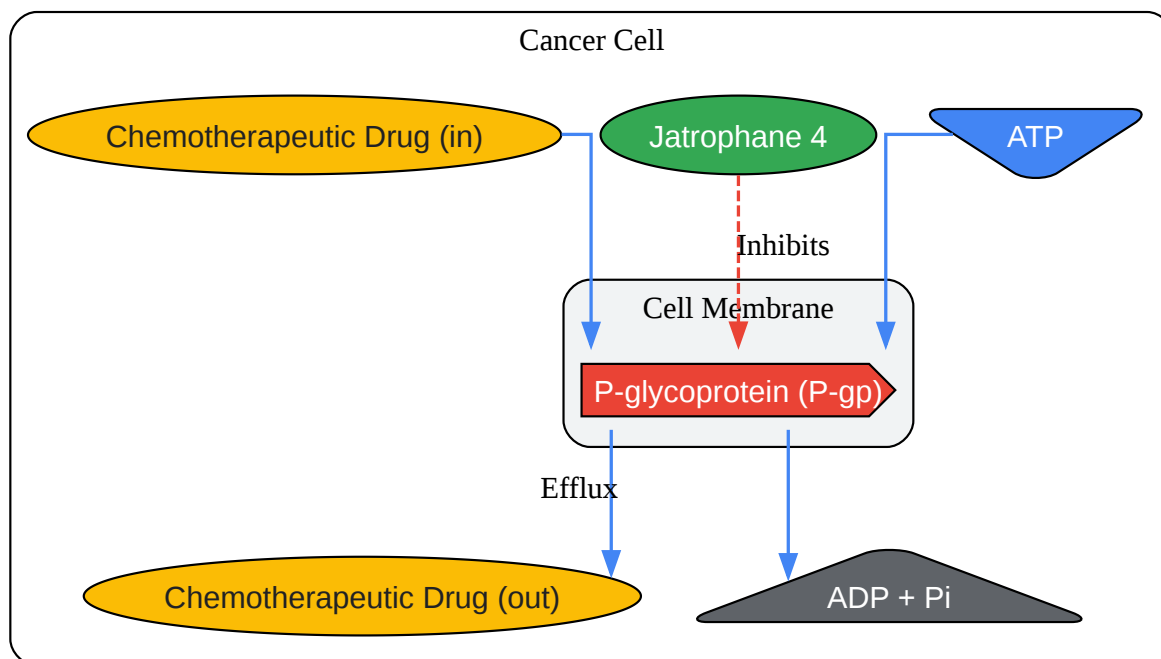 Cancer Cell
Chemotherapeutic Drug (in)
Jatrophane 4
ATP
Inhibits
Cell Membrane
P-glycoprotein (P-gp)
Efflux
Chemotherapeutic Drug (out)
ADP + Pi